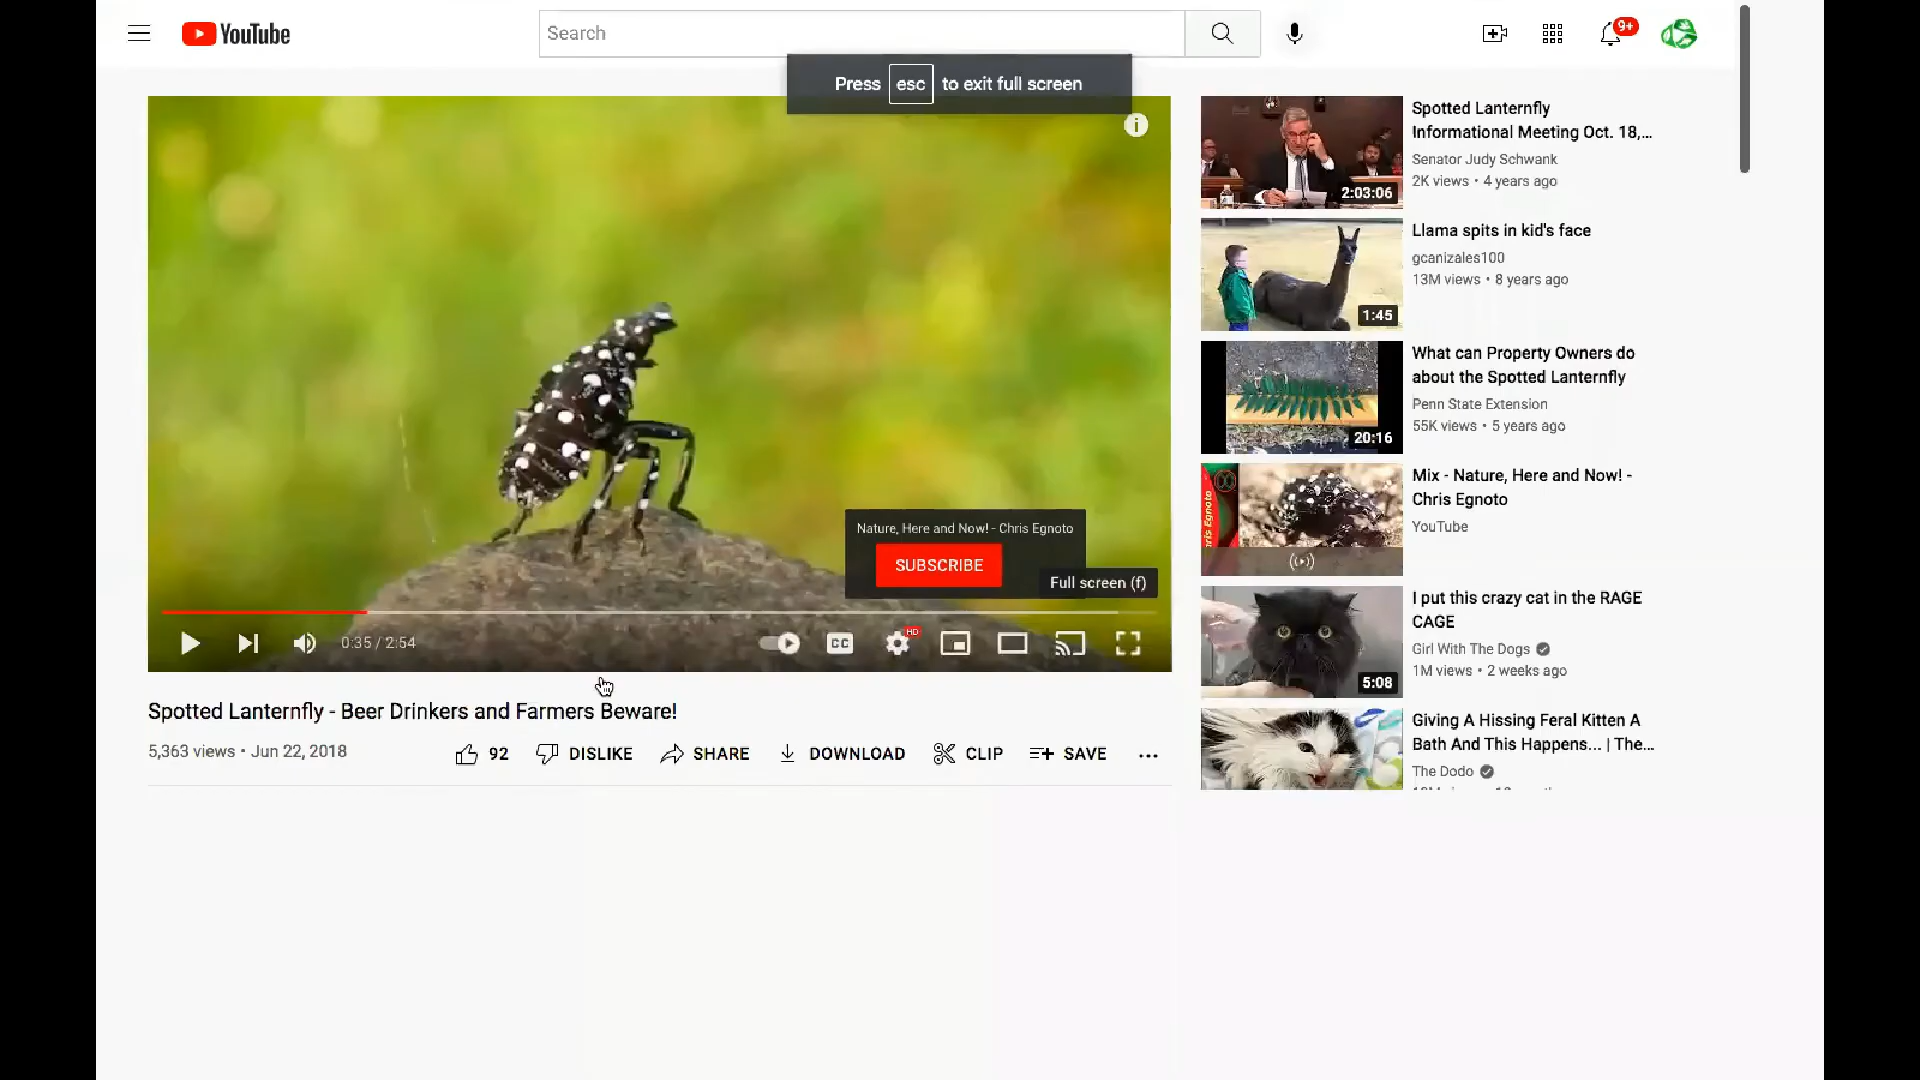 YouTube
Search
9+
Press esc to exit full screen
i
Nature, Here and Now! - Chris Egnoto
SUBSCRIBE
Full screen (f)
0:35 / 2:54
CC
HD
Spotted Lanternfly - Beer Drinkers and Farmers Beware!
5,363 views • Jun 22, 2018
92
DISLIKE
SHARE
DOWNLOAD
CLIP
SAVE
2:03:06
Spotted Lanternfly
Informational Meeting Oct. 18,...
Senator Judy Schwank
2K views • 4 years ago
1:45
Llama spits in kid's face
gcanizales100
13M views • 8 years ago
20:16
What can Property Owners do
about the Spotted Lanternfly
Penn State Extension
55K views • 5 years ago
Mix - Nature, Here and Now! -
Chris Egnoto
YouTube
5:08
I put this crazy cat in the RAGE
CAGE
Girl With The Dogs
1M views • 2 weeks ago
Giving A Hissing Feral Kitten A
Bath And This Happens... | The...
The Dodo